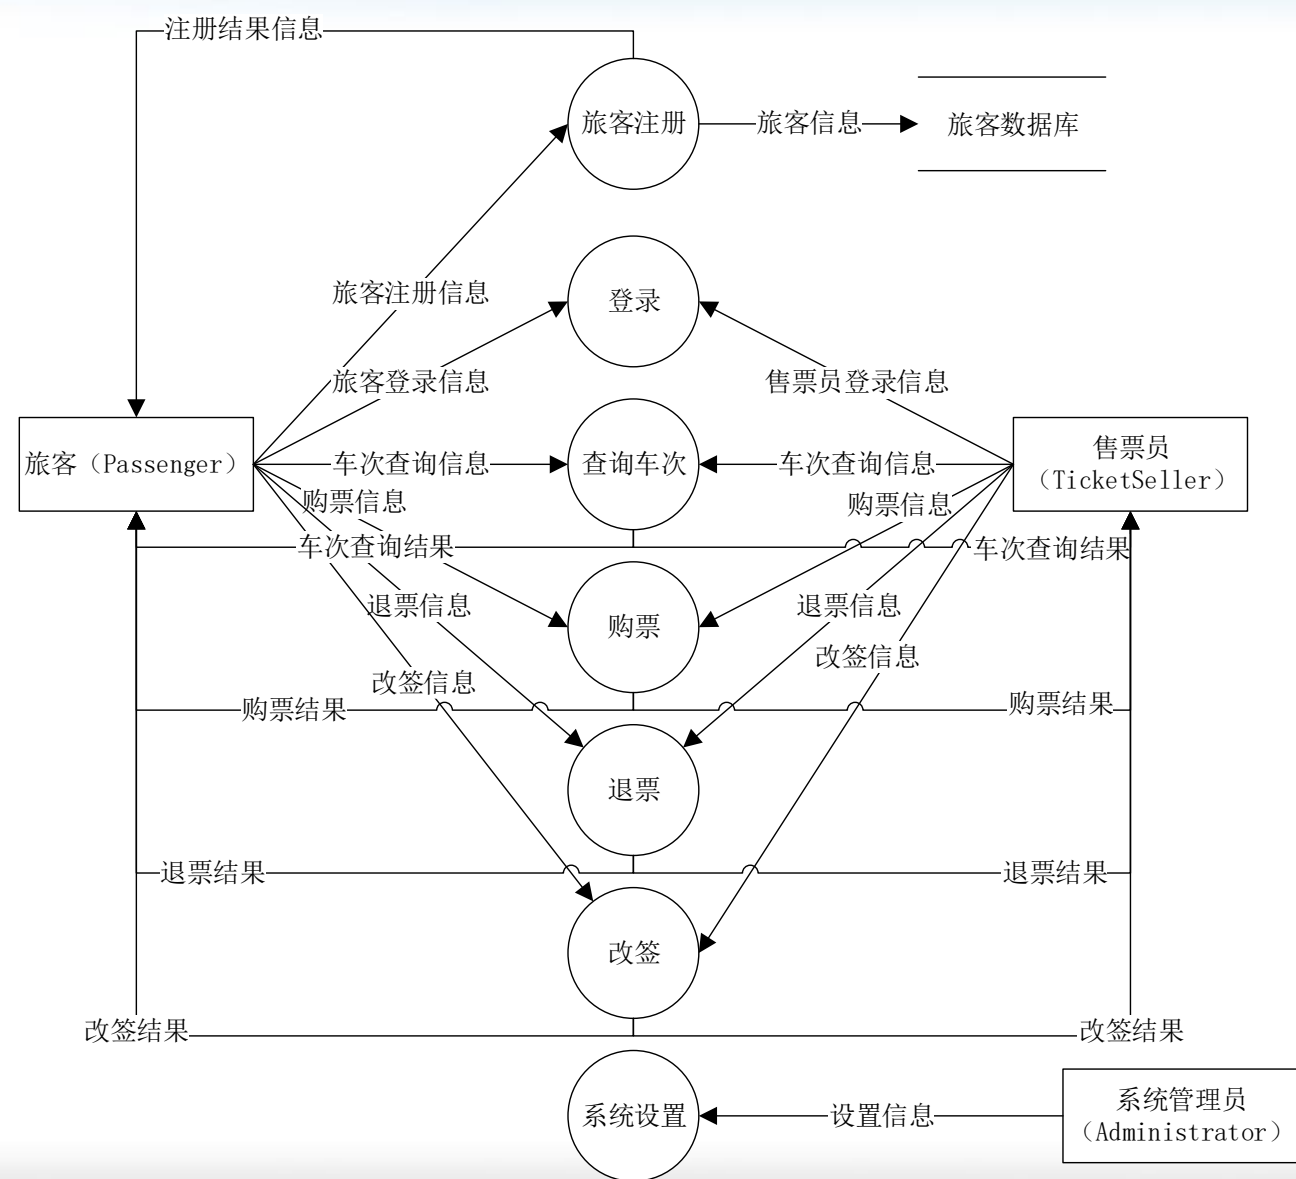 注册结果信息
旅客注册
旅客信息
旅客数据库
旅客注册信息
登录
旅客登录信息
售票员登录信息
旅客（Passenger）
车次查询信息
查询车次
车次查询信息
售票员
（TicketSeller）
购票信息
购票信息
车次查询结果
车次查询结果
退票信息
购票
退票信息
改签信息
改签信息
购票结果
购票结果
退票
退票结果
退票结果
改签
改签结果
改签结果
系统设置
设置信息
系统管理员
（Administrator）